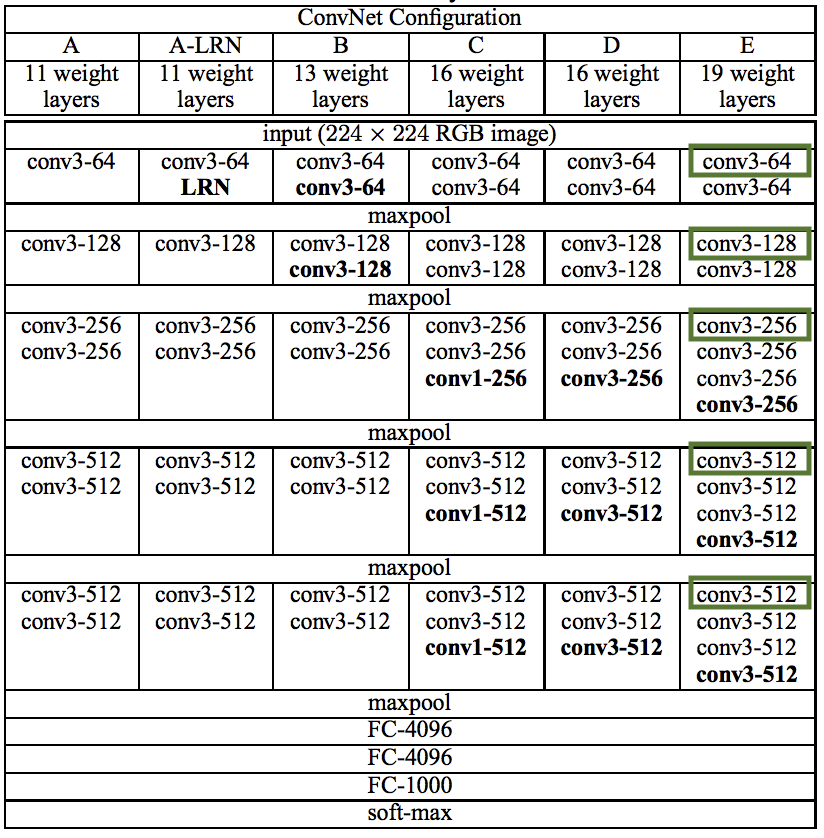 ConvNet Configuration
A A-LRN B C D E
11 weight 11 weight 13 weight 16 weight 16 weight 19 weight
layers layers layers layers layers layers
input (224 × 224 RGB image)
conv3-64 conv3-64 conv3-64 conv3-64 conv3-64 conv3-64
LRN conv3-64 conv3-64 conv3-64 conv3-64
maxpool
conv3-128 conv3-128 conv3-128 conv3-128 conv3-128 conv3-128
conv3-128 conv3-128 conv3-128 conv3-128
maxpool
conv3-256 conv3-256 conv3-256 conv3-256 conv3-256 conv3-256
conv3-256 conv3-256 conv3-256 conv3-256 conv3-256 conv3-256
conv1-256 conv3-256 conv3-256
conv3-256
maxpool
conv3-512 conv3-512 conv3-512 conv3-512 conv3-512 conv3-512
conv3-512 conv3-512 conv3-512 conv3-512 conv3-512 conv3-512
conv1-512 conv3-512 conv3-512
conv3-512
maxpool
conv3-512 conv3-512 conv3-512 conv3-512 conv3-512 conv3-512
conv3-512 conv3-512 conv3-512 conv3-512 conv3-512 conv3-512
conv1-512 conv3-512 conv3-512
conv3-512
maxpool
FC-4096
FC-4096
FC-1000
soft-max